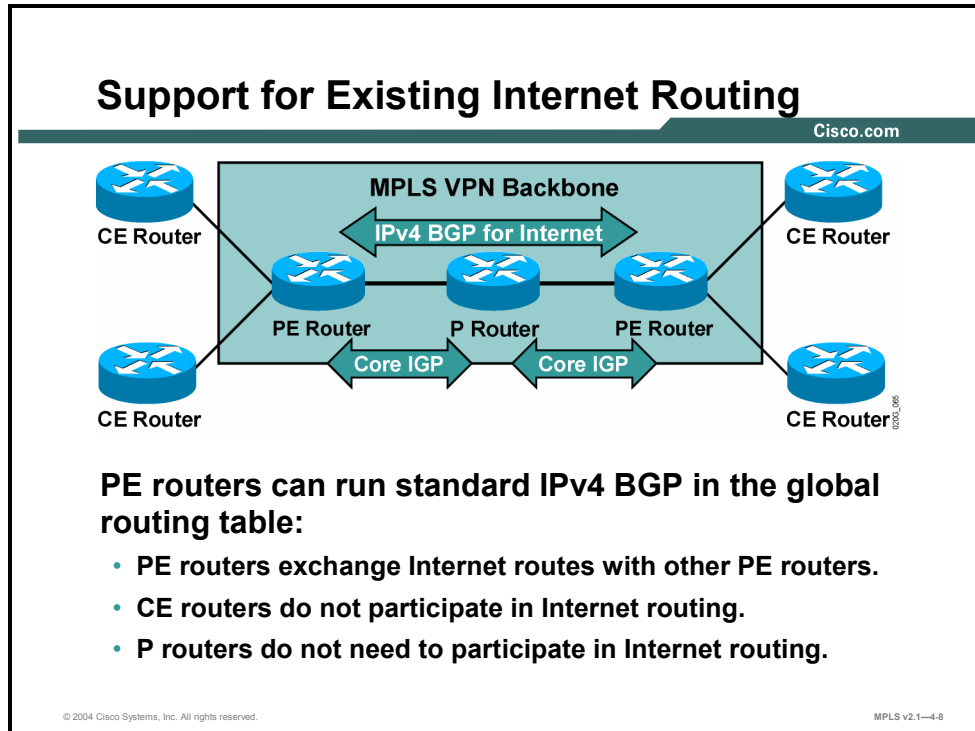 Support for Existing Internet Routing
Cisco.com
MPLS VPN Backbone
CE Router
CE Router
IPv4 BGP for Internet
PE Router
P Router
PE Router
Core IGP
Core IGP
CE Router
CE Router
020G_065
PE routers can run standard IPv4 BGP in the global
routing table:
• PE routers exchange Internet routes with other PE routers.
• CE routers do not participate in Internet routing.
• P routers do not need to participate in Internet routing.
© 2004 Cisco Systems, Inc. All rights reserved.
MPLS v2.1—4-8